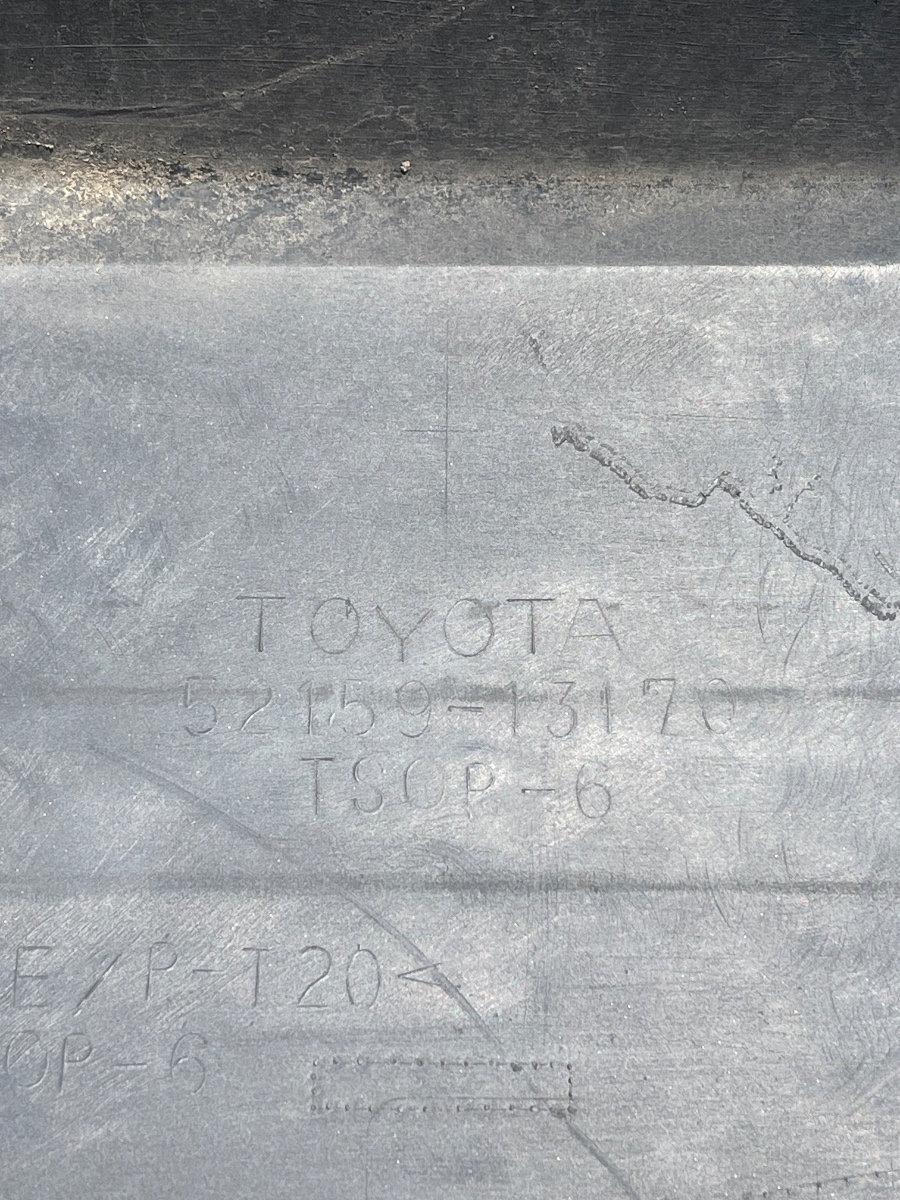 TOYOTA
52159-13170
TSOP-6
E/P-T20<
OP-6